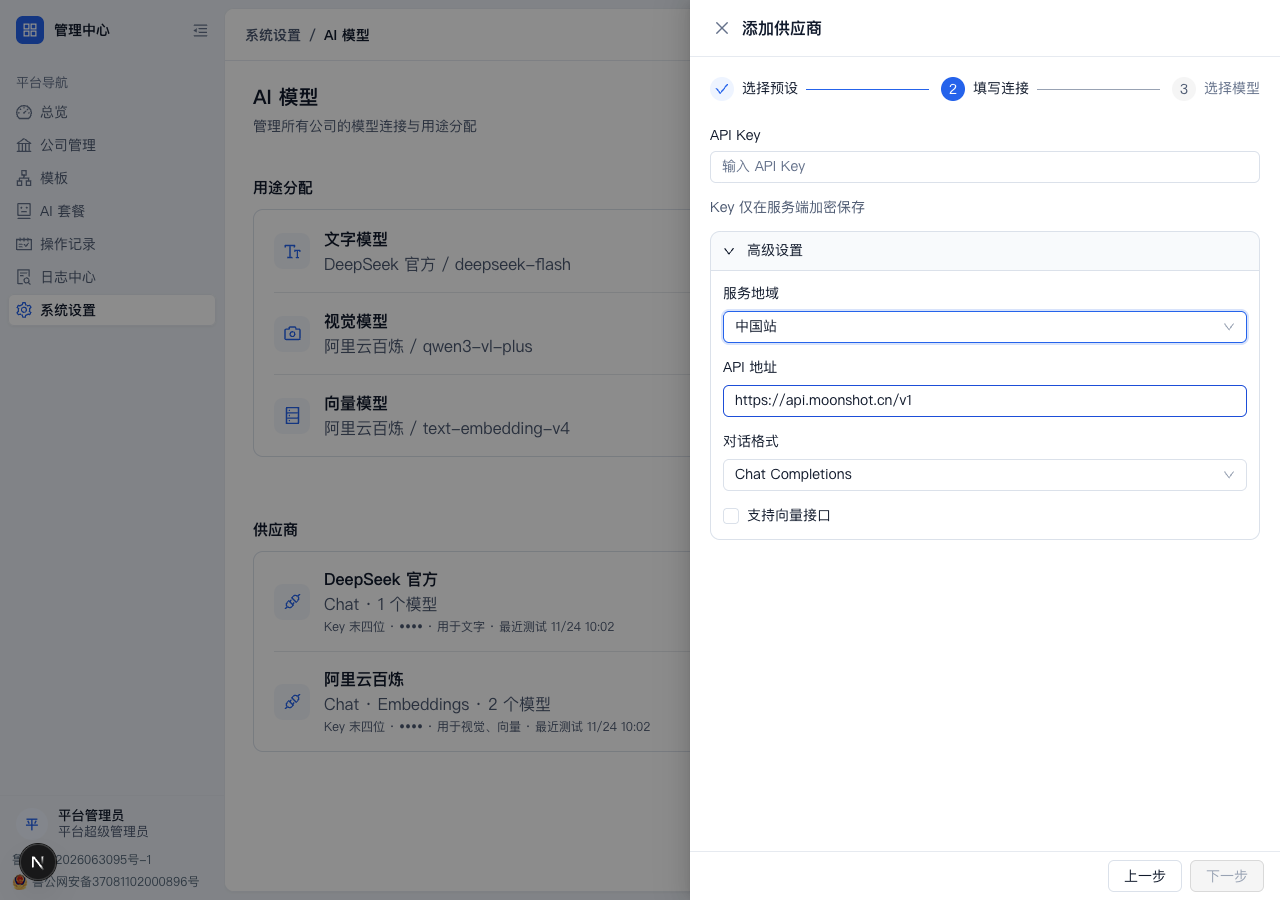 管理中心
平台导航
总览
公司管理
模板
AI 套餐
操作记录
日志中心
系统设置
平
平台管理员
平台超级管理员
2026063095号-1
N
鲁公网安备37081102000896号
系统设置 / AI 模型
AI 模型
管理所有公司的模型连接与用途分配
用途分配
文字模型
DeepSeek 官方 / deepseek-flash
视觉模型
阿里云百炼 / qwen3-vl-plus
向量模型
阿里云百炼 / text-embedding-v4
供应商
DeepSeek 官方
Chat · 1 个模型
Key 末四位 · •••• · 用于文字 · 最近测试 11/24 10:02
阿里云百炼
Chat · Embeddings · 2 个模型
Key 末四位 · •••• · 用于视觉、向量 · 最近测试 11/24 10:02
添加供应商
选择预设
2 填写连接
3 选择模型
API Key
输入 API Key
Key 仅在服务端加密保存
高级设置
服务地域
中国站
API 地址
https://api.moonshot.cn/v1
对话格式
Chat Completions
支持向量接口
上一步
下一步